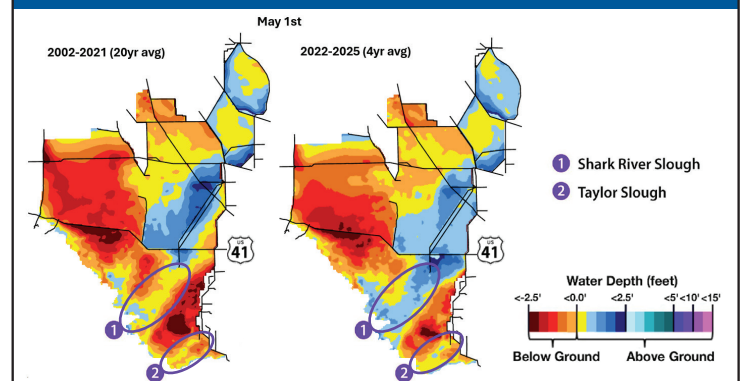 May 1st
2002-2021 (20yr avg)
2022-2025 (4yr avg)
1 Shark River Slough
2 Taylor Slough
US
41
US
41
1
2
1
2
Water Depth (feet)
<-2.5' <0.0' <2.5' <5'<10'<15'
Below Ground Above Ground